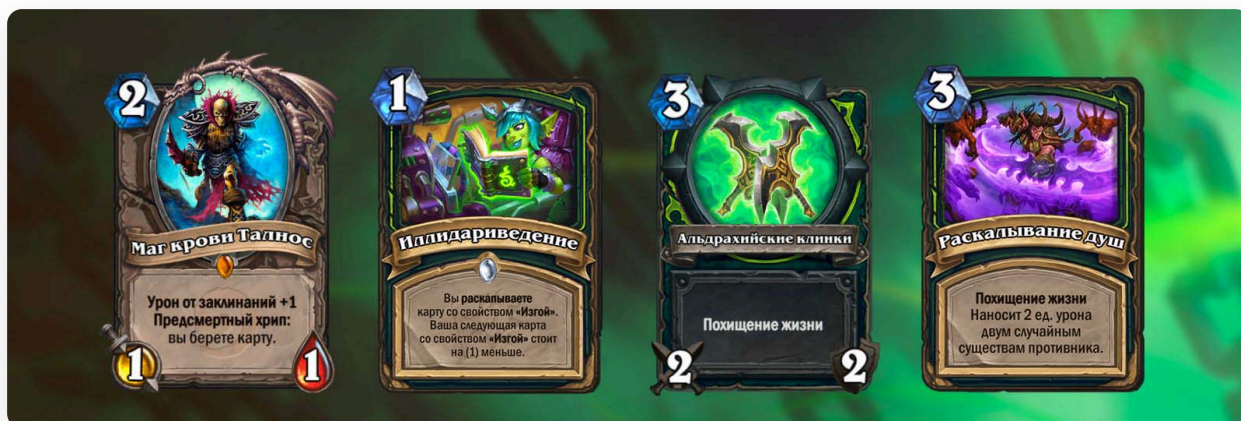 2
Маг крови Талнос
Урон от заклинаний +1
Предсмертный хрип:
вы берете карту.
1
1
1
Иллидариведение
Вы раскалываете
карту со свойством «Изгой».
Ваша следующая карта
со свойством «Изгой» стоит
на (1) меньше.
3
Альдрахийские клинки
Похищение жизни
2
2
3
Раскалывание душ
Похищение жизни
Наносит 2 ед. урона
двум случайным
существам противника.